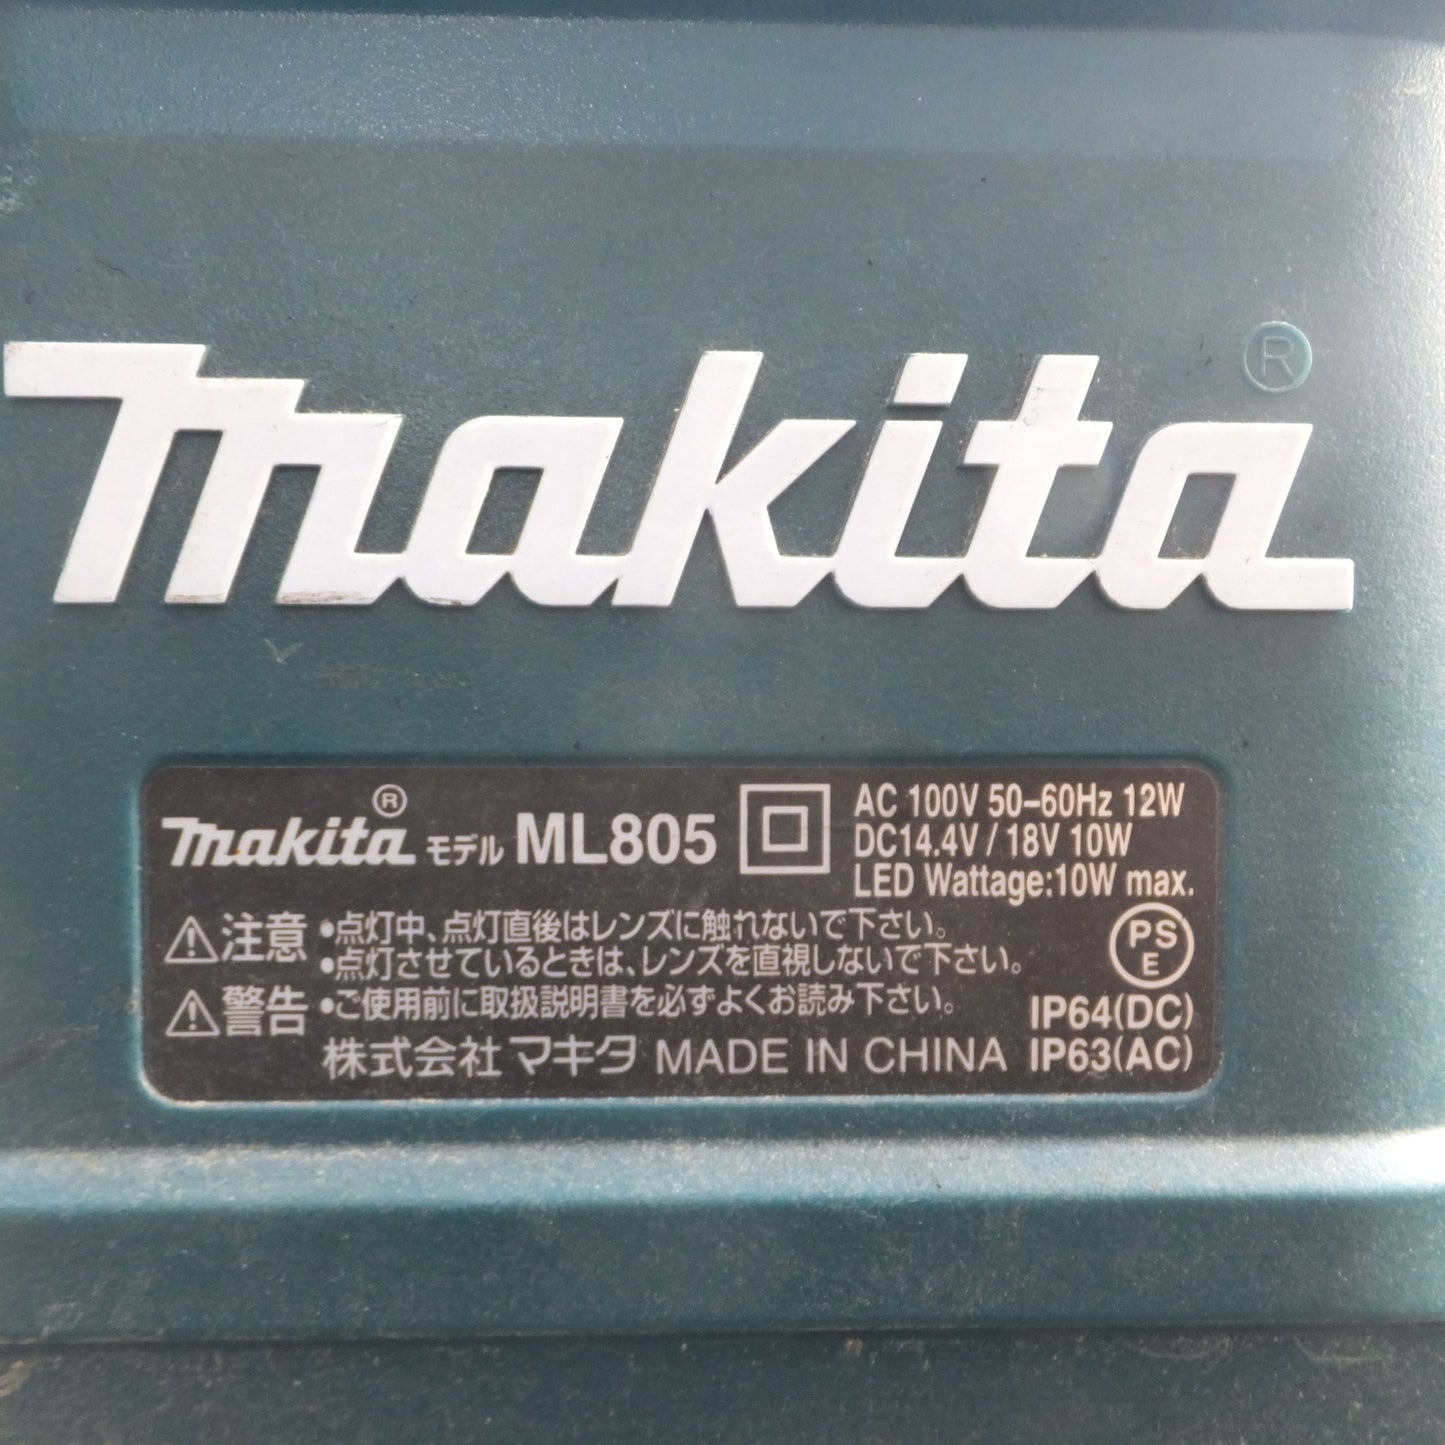 makita ®
makita® モデル ML805
AC 100V 50-60Hz 12W
DC14.4V / 18V 10W
LED Wattage:10W max.
注意 •点灯中、点灯直後はレンズに触れないで下さい。
•点灯させているときは、レンズを直視しないで下さい。
PS
E
警告 •ご使用前に取扱説明書を必ずよくお読み下さい。
IP64(DC)
株式会社マキタ MADE IN CHINA IP63(AC)